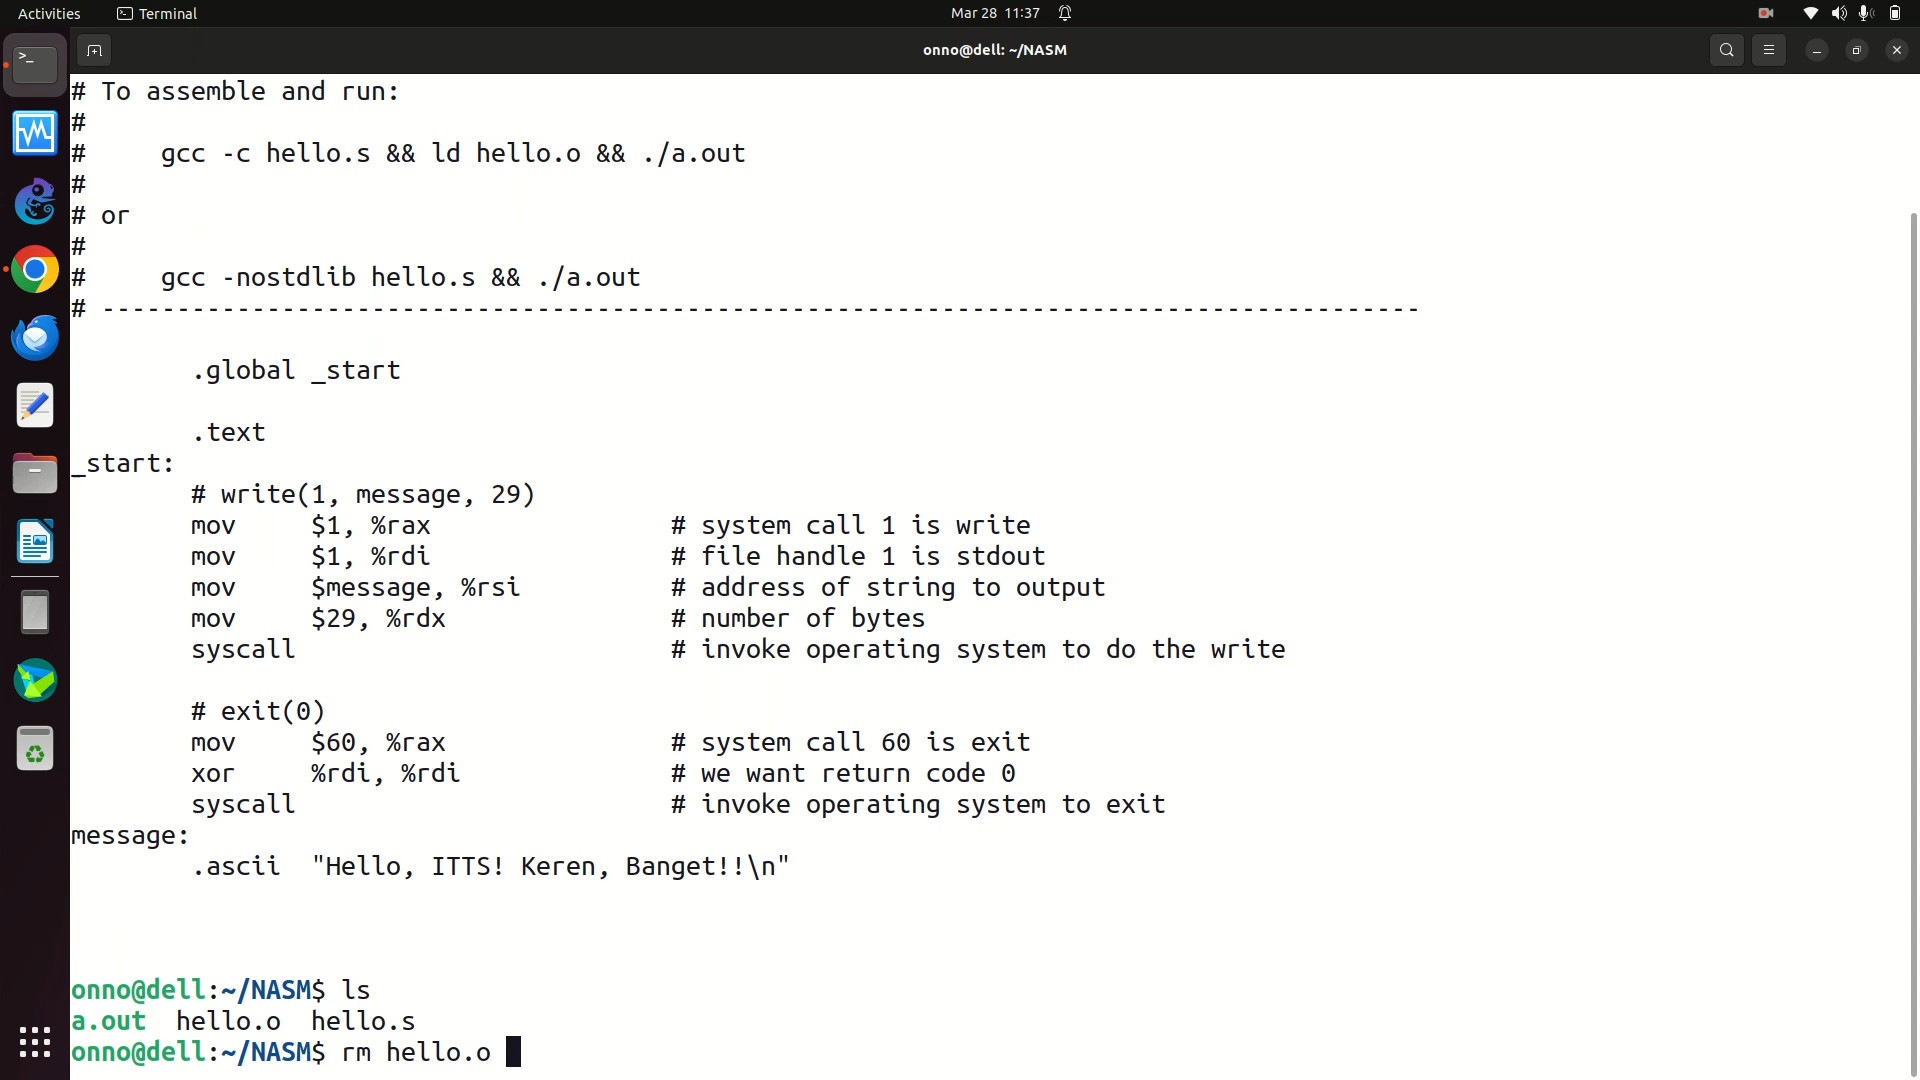 Activities
Terminal
Mar 28 11:37
onno@dell: ~/NASM
# To assemble and run:
#
#     gcc -c hello.s && ld hello.o && ./a.out
#
# or
#
#     gcc -nostdlib hello.s && ./a.out
# ----------------------------------------------------------------------------------------
        .global _start
        .text
_start:
        # write(1, message, 29)
        mov     $1, %rax                # system call 1 is write
        mov     $1, %rdi                # file handle 1 is stdout
        mov     $message, %rsi          # address of string to output
        mov     $29, %rdx               # number of bytes
        syscall                         # invoke operating system to do the write
        # exit(0)
        mov     $60, %rax               # system call 60 is exit
        xor     %rdi, %rdi              # we want return code 0
        syscall                         # invoke operating system to exit
message:
        .ascii  "Hello, ITTS! Keren, Banget!!\n"
onno@dell:~/NASM$ ls
a.out  hello.o  hello.s
onno@dell:~/NASM$ rm hello.o